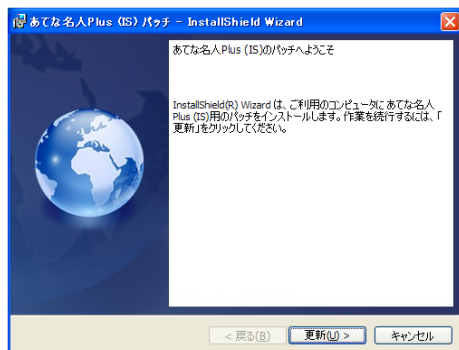 あてな名人Plus (IS) パッチ - InstallShield Wizard
あてな名人Plus (IS)のパッチへようこそ
InstallShield(R) Wizard は、ご利用のコンピュータに あてな名人
Plus (IS)用のパッチをインストールします。作業を続行するには、「
更新」をクリックしてください。
< 戻る(B)
更新(U) >
キャンセル